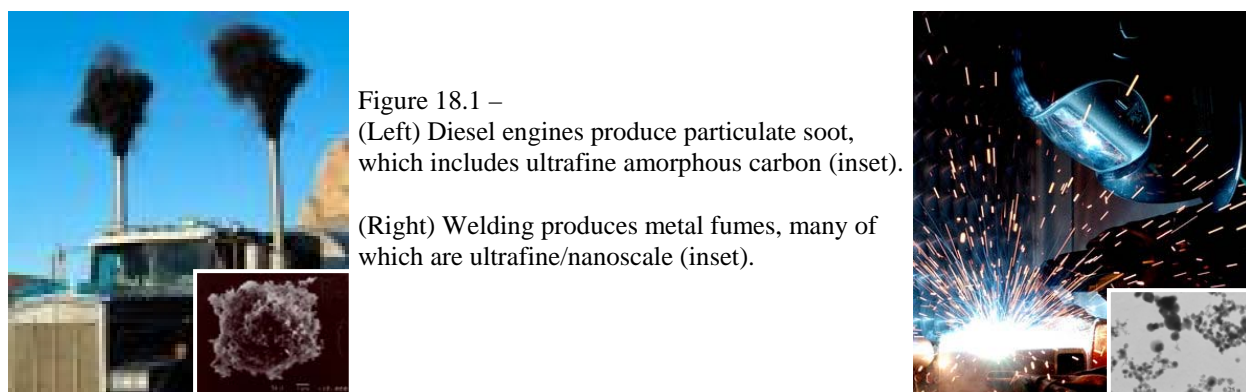 Figure 18.1 –
(Left) Diesel engines produce particulate soot,
which includes ultrafine amorphous carbon (inset).
(Right) Welding produces metal fumes, many of
which are ultrafine/nanoscale (inset).